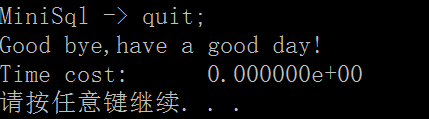 MiniSql -> quit;
Good bye,have a good day!
Time cost:      0.000000e+00
请按任意键继续. . .